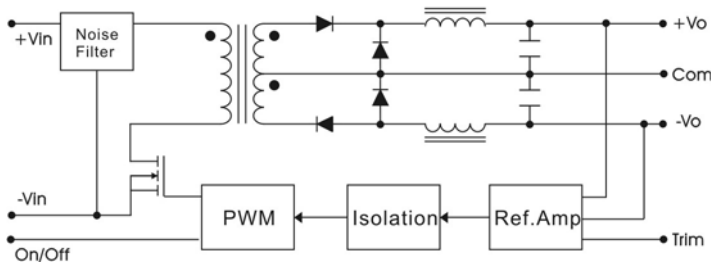 +Vin
Noise
Filter
+Vo
Com
-Vo
-Vin
PWM
Isolation
Ref.Amp
On/Off
Trim